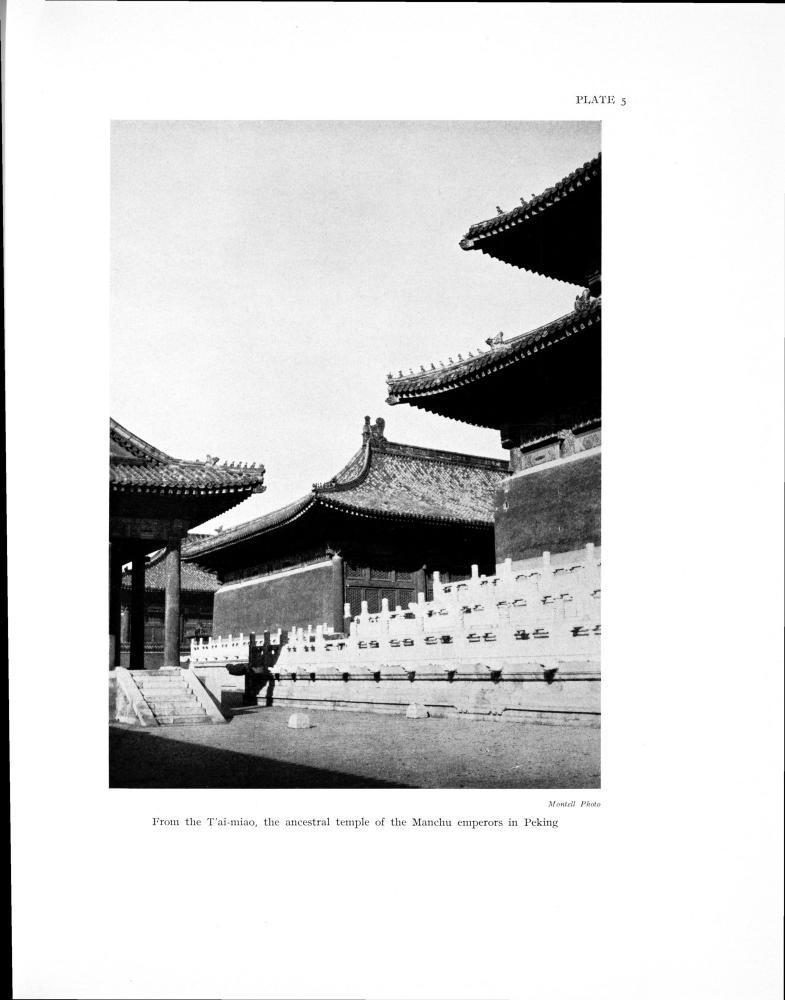 PLATE 5
Montell Photo
From the T'ai-miao, the ancestral temple of the Manchu emperors in Peking